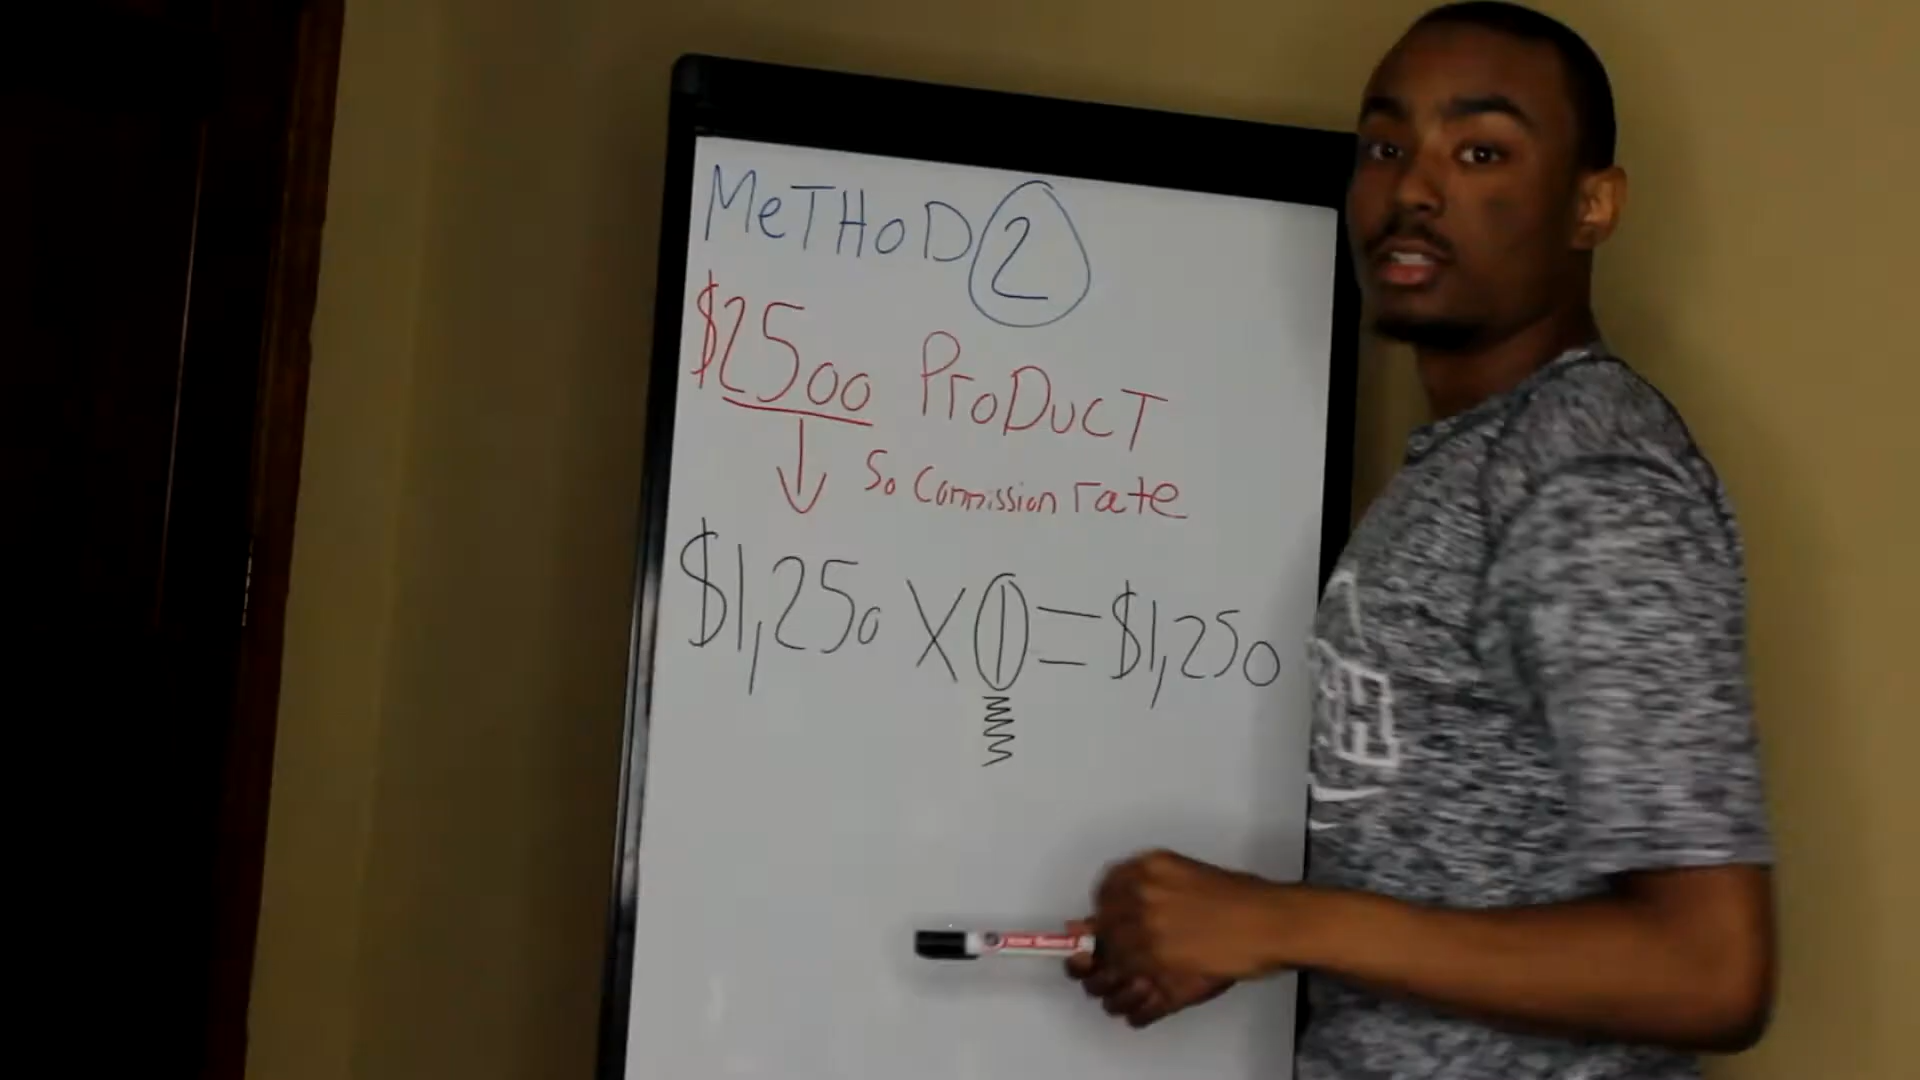 MeTHoD 2
$2500 ProDucT
50 Commission rate
$1,250 X 1 = $1,250